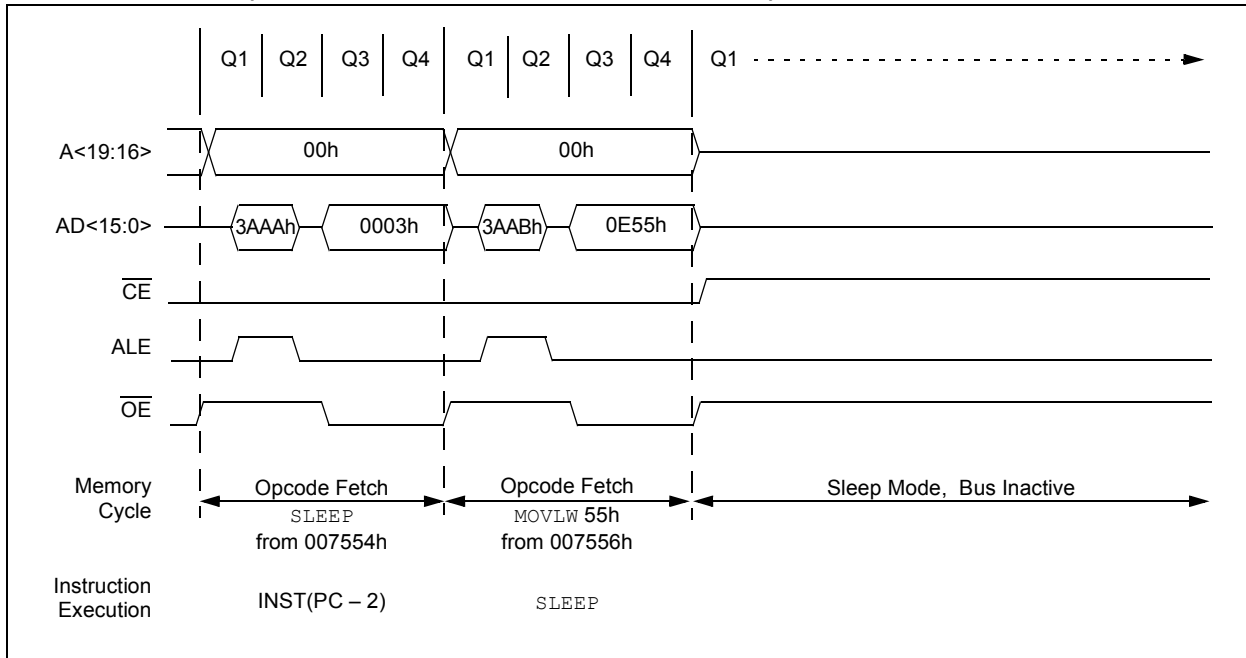 Q1 Q2 Q3 Q4 Q1 Q2 Q3 Q4 Q1
A<19:16> 00h 00h
AD<15:0> 3AAAh 0003h 3AABh 0E55h
CE
ALE
OE
Memory Cycle Opcode Fetch SLEEP from 007554h Opcode Fetch MOVLW 55h from 007556h Sleep Mode, Bus Inactive
Instruction Execution INST(PC – 2) SLEEP